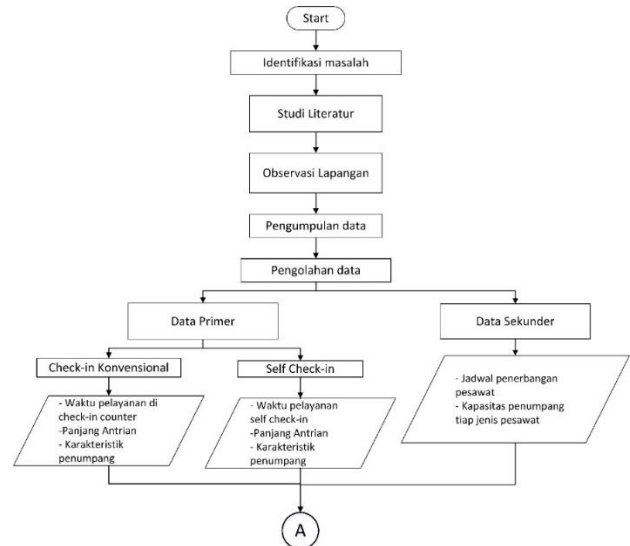 Start
Identifikasi masalah
Studi Literatur
Observasi Lapangan
Pengumpulan data
Pengolahan data
Data Primer
Data Sekunder
Check-in Konvensional
Self Check-in
- Waktu pelayanan di
check-in counter
-Panjang Antrian
- Karakteristik
penumpang
- Waktu pelayanan
self check-in
-Panjang Antrian
- Karakteristik
penumpang
- Jadwal penerbangan
pesawat
- Kapasitas penumpang
tiap jenis pesawat
A